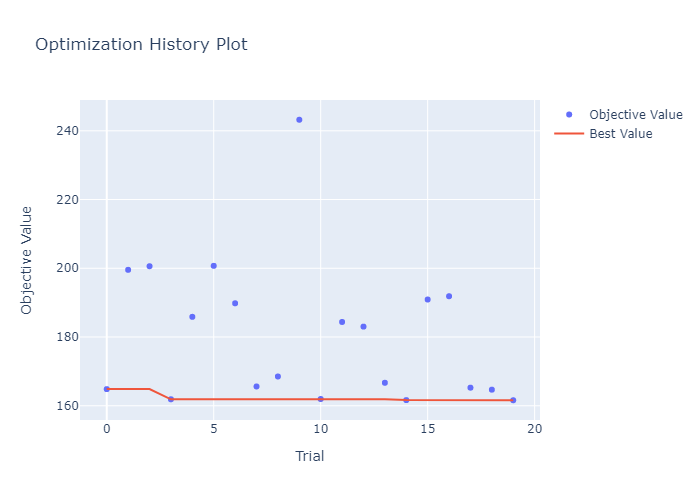 Optimization History Plot
Objective Value
Best Value
240
220
200
180
160
0
5
10
15
20
Objective Value
Trial